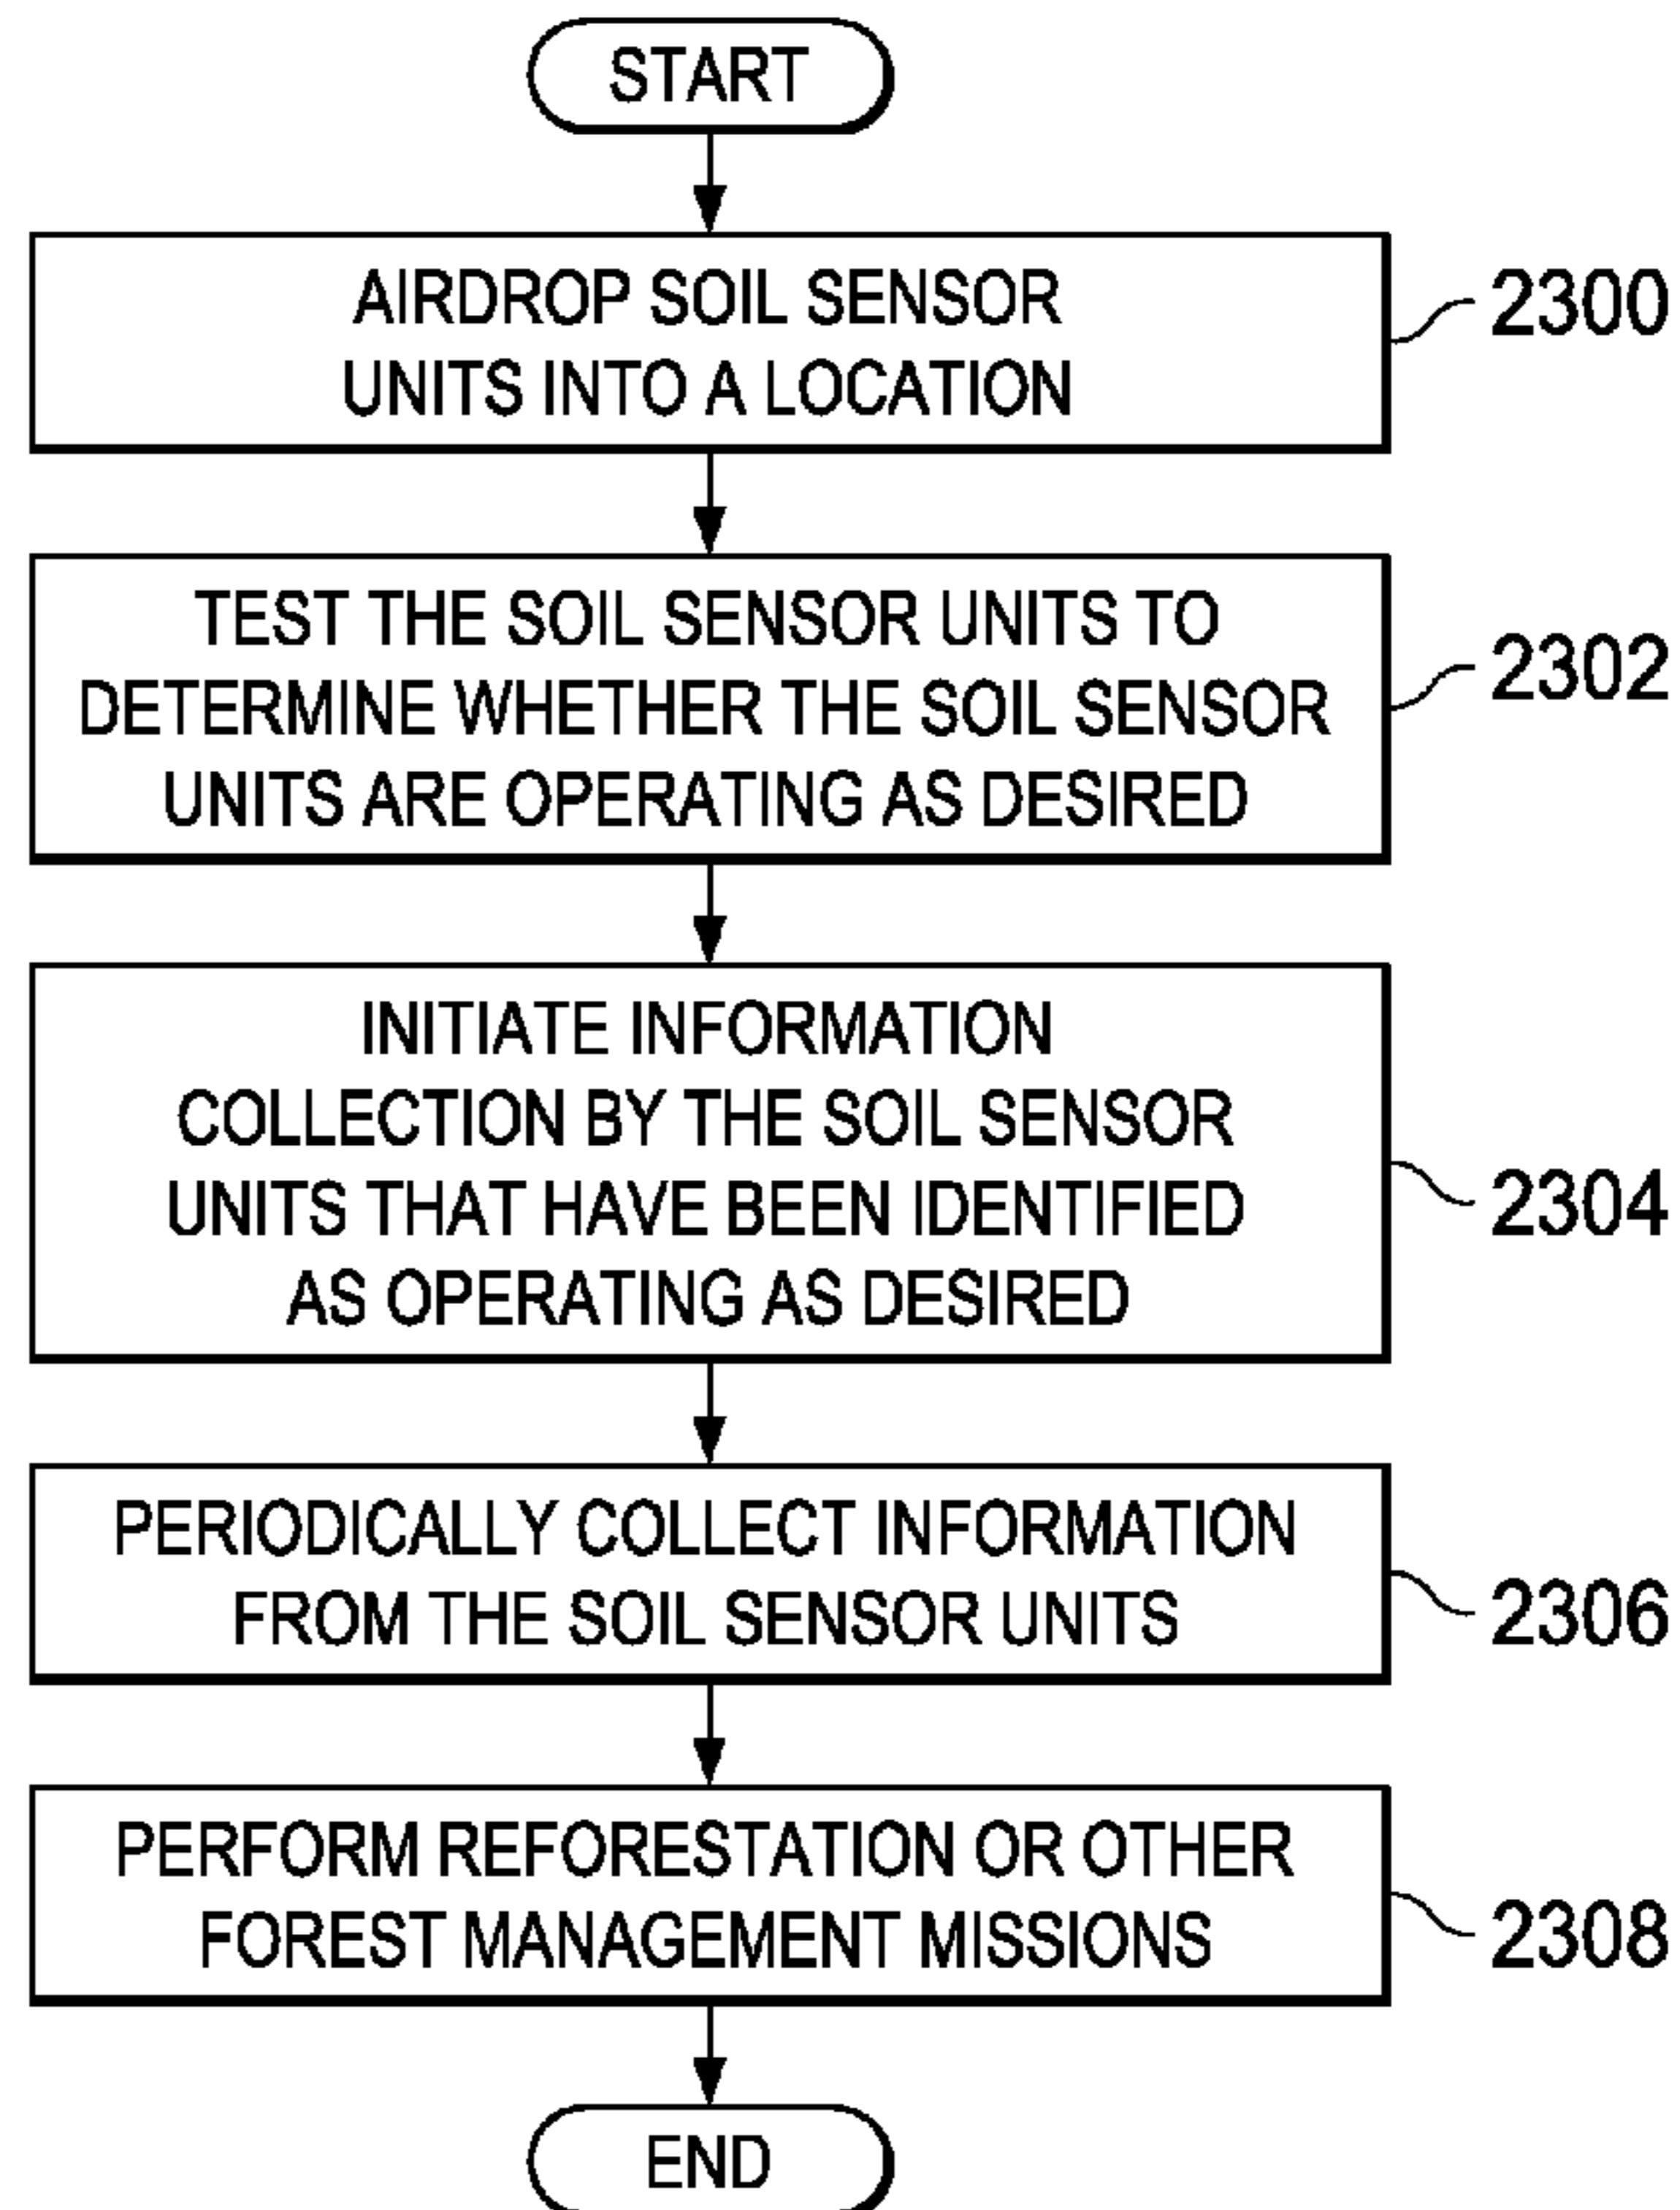 START
AIRDROP SOIL SENSOR
UNITS INTO A LOCATION
2300
TEST THE SOIL SENSOR UNITS TO
DETERMINE WHETHER THE SOIL SENSOR
UNITS ARE OPERATING AS DESIRED
2302
INITIATE INFORMATION
COLLECTION BY THE SOIL SENSOR
UNITS THAT HAVE BEEN IDENTIFIED
AS OPERATING AS DESIRED
2304
PERIODICALLY COLLECT INFORMATION
FROM THE SOIL SENSOR UNITS
2306
PERFORM REFORESTATION OR OTHER
FOREST MANAGEMENT MISSIONS
2308
END